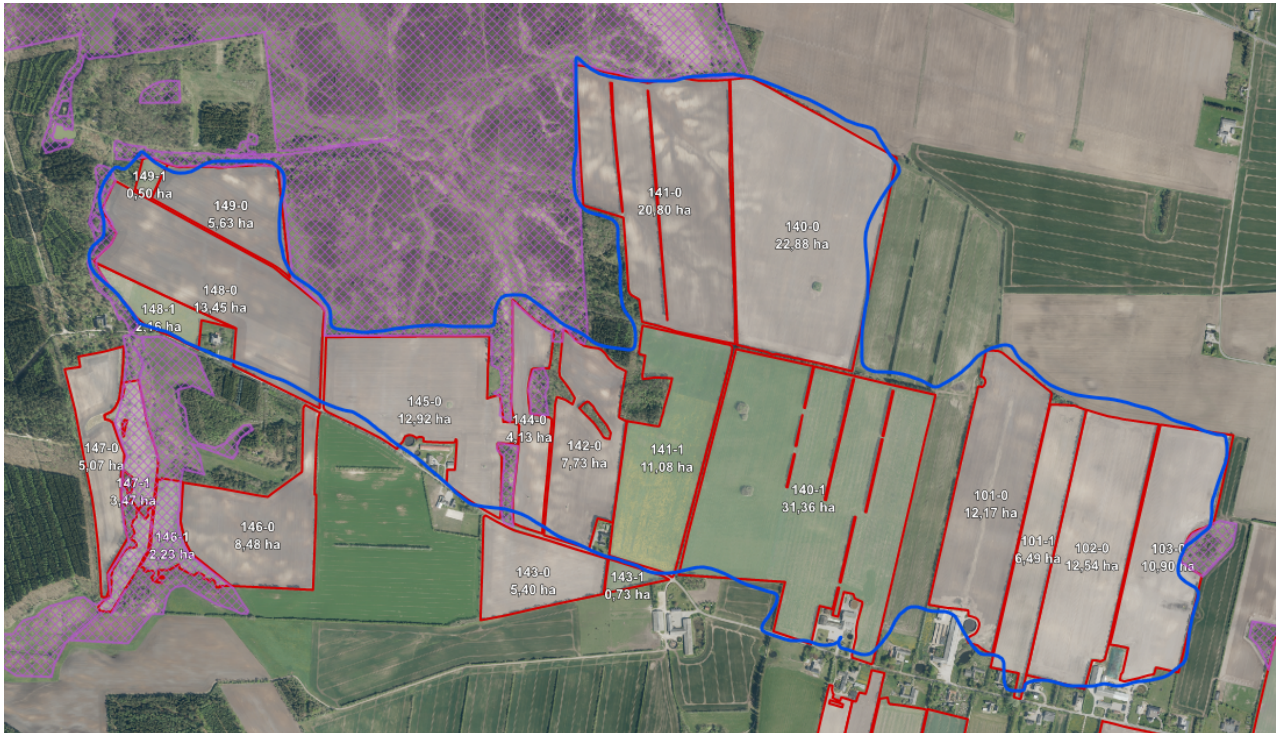 149-1
0,50 ha
149-0
5,63 ha
141-0
20,80 ha
140-0
22,88 ha
148-0
13,45 ha
148-1
2,16 ha
145-0
12,92 ha
144-0
4,13 ha
142-0
7,73 ha
141-1
11,08 ha
147-0
5,07 ha
147-1
3,47 ha
140-1
31,36 ha
101-0
12,17 ha
146-0
8,48 ha
146-1
2,23 ha
101-1
6,49 ha
102-0
12,54 ha
103-0
10,90 ha
143-0
5,40 ha
143-1
0,73 ha